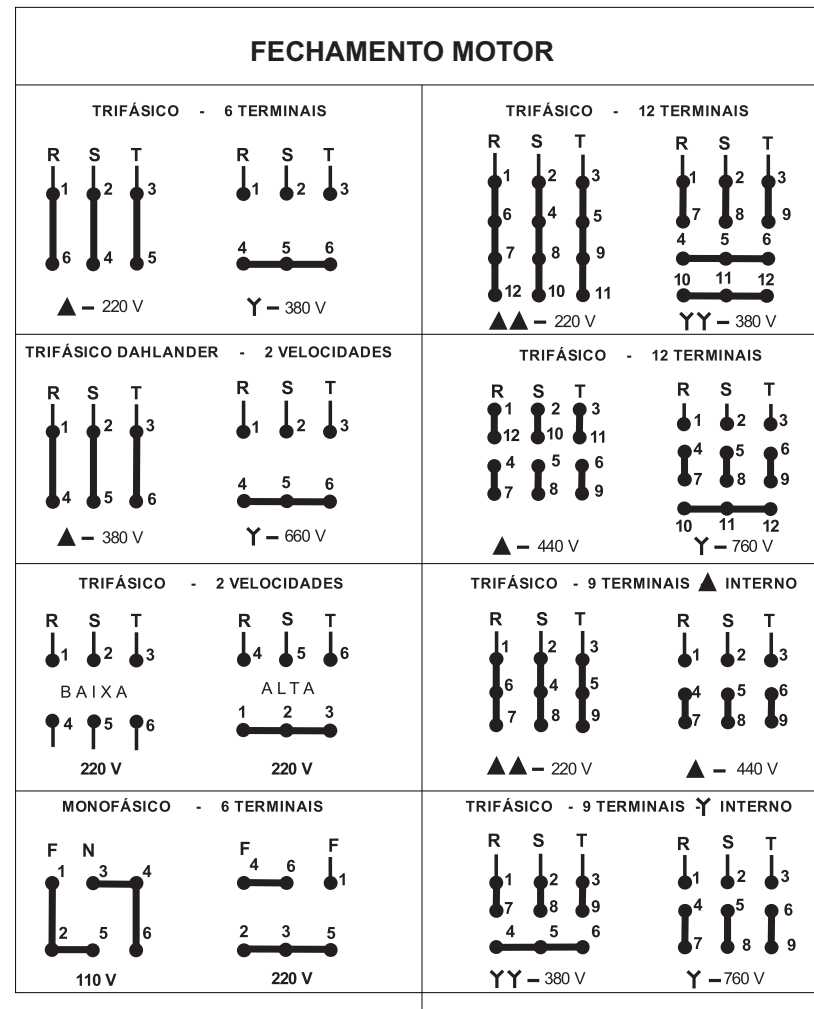 FECHAMENTO MOTOR
TRIFÁSICO - 6 TERMINAIS
R S T R S T
1 2 3 1 2 3
6 4 5 4 5 6
▲ – 220 V Y – 380 V
TRIFÁSICO - 12 TERMINAIS
R S T R S T
1 2 3 1 2 3
6 4 5 7 8 9
7 8 9 4 5 6
12 10 11 10 11 12
▲▲ – 220 V YY – 380 V
TRIFÁSICO DAHLANDER - 2 VELOCIDADES
R S T R S T
1 2 3 1 2 3
4 5 6 4 5 6
▲ – 380 V Y – 660 V
TRIFÁSICO - 12 TERMINAIS
R S T R S T
1 2 3 1 2 3
12 10 11 4 5 6
4 5 6 7 8 9
7 8 9 10 11 12
▲ – 440 V Y – 760 V
TRIFÁSICO - 2 VELOCIDADES
R S T R S T
1 2 3 4 5 6
BAIXA ALTA
4 5 6 1 2 3
220 V 220 V
TRIFÁSICO - 9 TERMINAIS - ▲ INTERNO
R S T R S T
1 2 3 1 2 3
6 4 5 4 5 6
7 8 9 7 8 9
▲▲ – 220 V ▲ – 440 V
MONOFÁSICO - 6 TERMINAIS
F N F F
1 3 4 4 6 1
2 5 6 2 3 5
110 V 220 V
TRIFÁSICO - 9 TERMINAIS - Y INTERNO
R S T R S T
1 2 3 1 2 3
7 8 9 4 5 6
4 5 6 7 8 9
YY – 380 V Y – 760 V